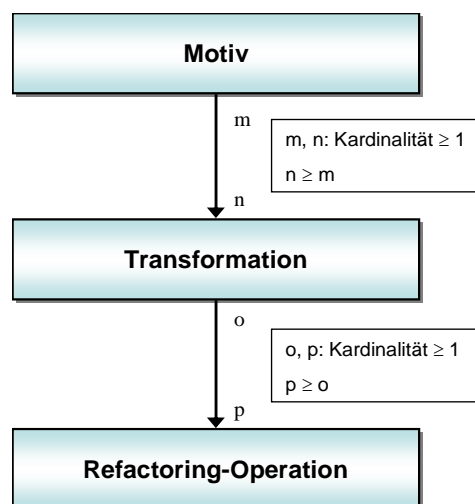 Motiv
m
m, n: Kardinalität ≥ 1
n ≥ m
n
Transformation
o
o, p: Kardinalität ≥ 1
p ≥ o
p
Refactoring-Operation